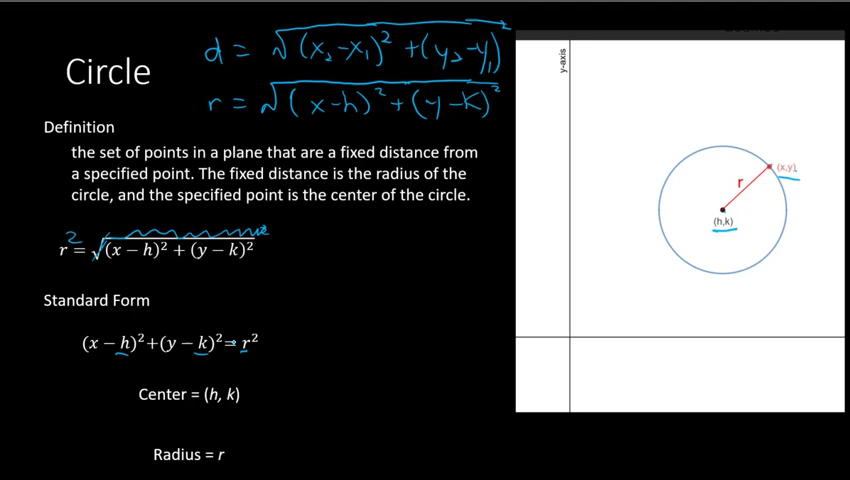 d = √(x₂-x₁)² + (y₂-y₁)²
Circle
r = √(x-h)² + (y-k)²
Definition
the set of points in a plane that are a fixed distance from
a specified point. The fixed distance is the radius of the
circle, and the specified point is the center of the circle.
r² = √(x − h)² + (y − k)²
Standard Form
(x − h)²+(y − k)²= r²
Center = (h, k)
Radius = r
y-axis
(x,y)
r
(h,k)